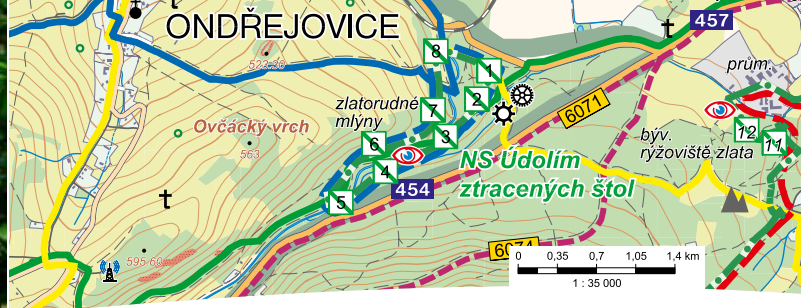 ONDŘEJOVICE
457
8
523.26
1
prům.
zlatorudné
mlýny
7
2
6071
12
11
Ovčácký vrch
6
3
býv.
rýžoviště zlata
563
4
NS Údolím
ztracených štol
454
5
595.60
6071
0 0,35 0,7 1,05 1,4 km
1 : 35 000